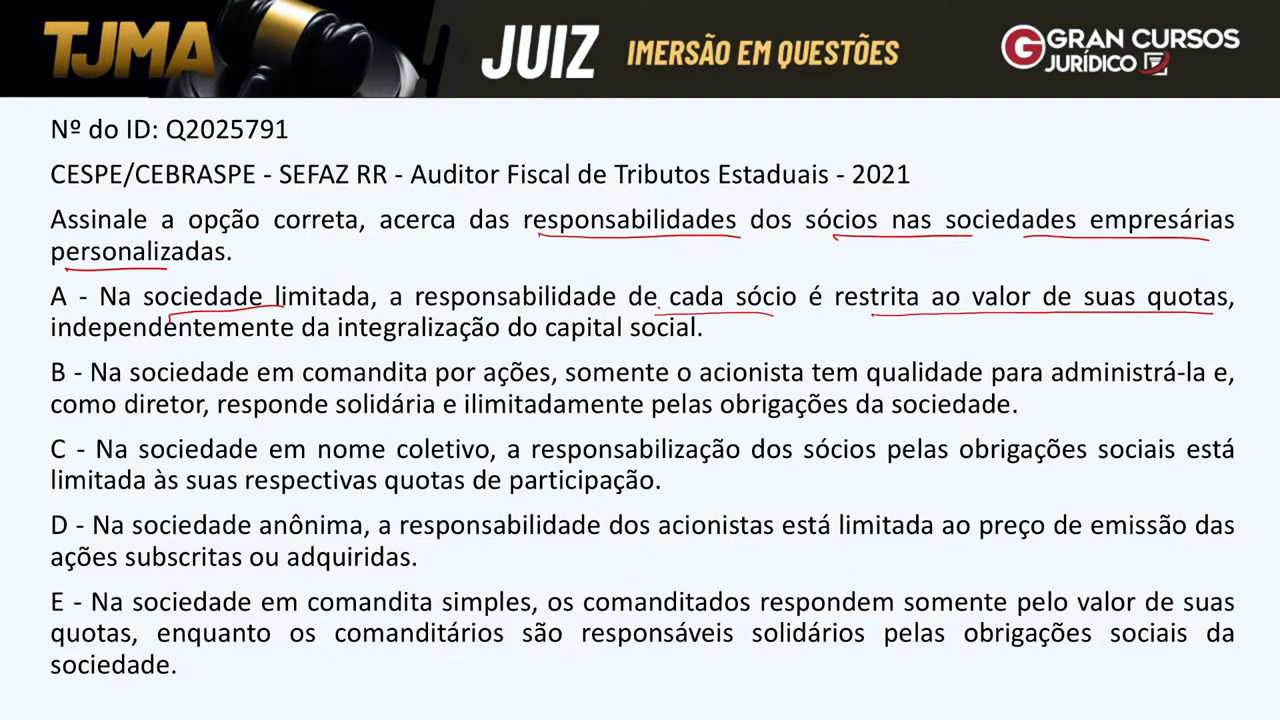 TJMA
JUIZ
IMERSÃO EM QUESTÕES
GRAN CURSOS
JURÍDICO
Nº do ID: Q2025791
CESPE/CEBRASPE - SEFAZ RR - Auditor Fiscal de Tributos Estaduais - 2021
Assinale a opção correta, acerca das responsabilidades dos sócios nas sociedades empresárias
personalizadas.
A - Na sociedade limitada, a responsabilidade de cada sócio é restrita ao valor de suas quotas,
independentemente da integralização do capital social.
B - Na sociedade em comandita por ações, somente o acionista tem qualidade para administrá-la e,
como diretor, responde solidária e ilimitadamente pelas obrigações da sociedade.
C - Na sociedade em nome coletivo, a responsabilização dos sócios pelas obrigações sociais está
limitada às suas respectivas quotas de participação.
D - Na sociedade anônima, a responsabilidade dos acionistas está limitada ao preço de emissão das
ações subscritas ou adquiridas.
E - Na sociedade em comandita simples, os comanditados respondem somente pelo valor de suas
quotas, enquanto os comanditários são responsáveis solidários pelas obrigações sociais da
sociedade.